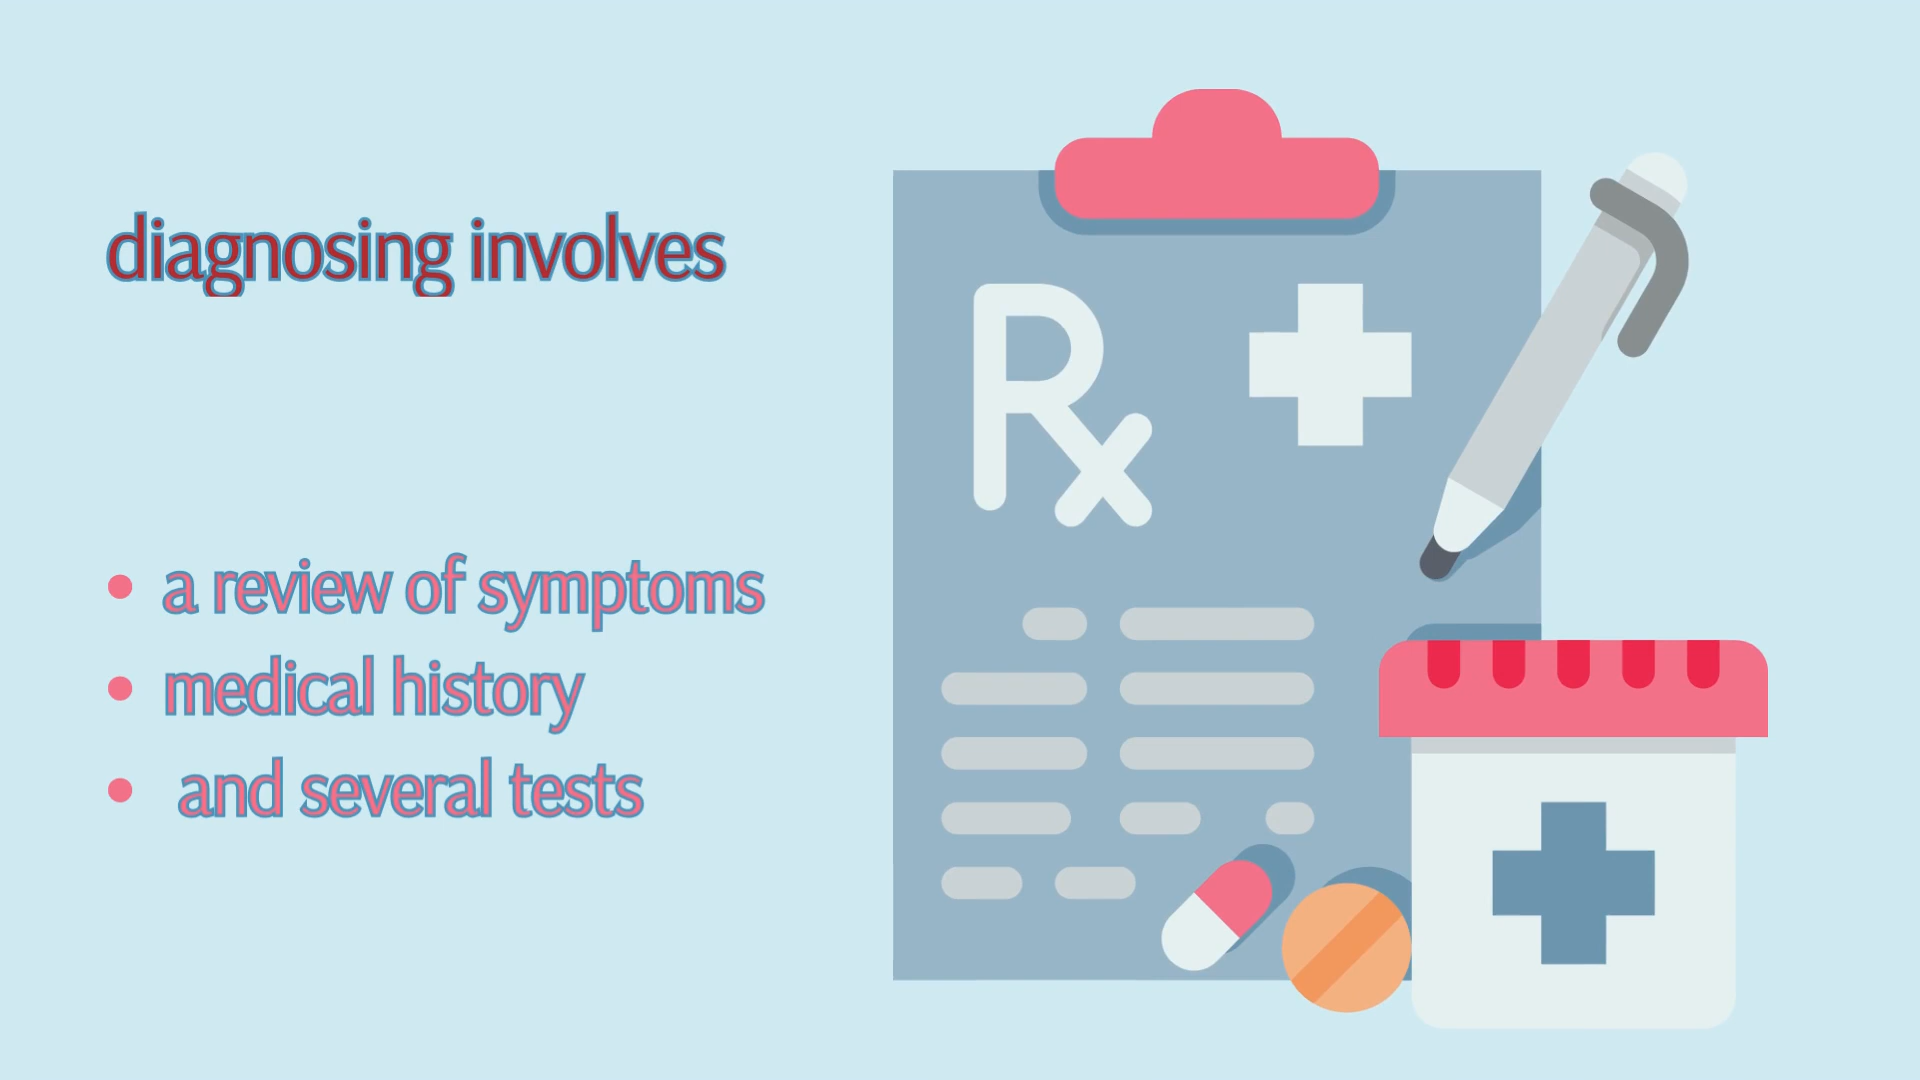 diagnosing involves
Rx
• a review of symptoms
• medical history
• and several tests